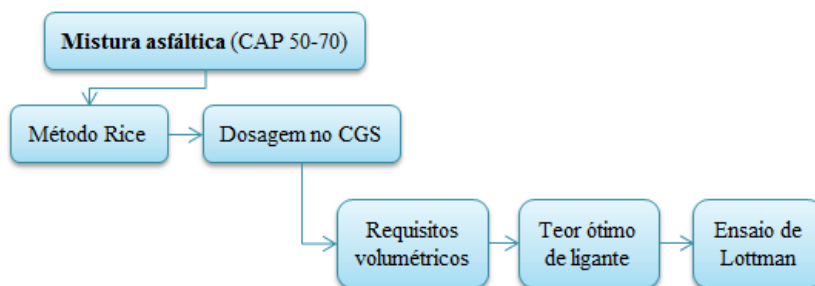 Mistura asfáltica (CAP 50-70)
Método Rice
Dosagem no CGS
Requisitos
volumétricos
Teor ótimo
de ligante
Ensaio de
Lottman